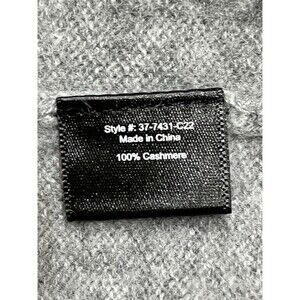 Style #: 37-7431-C22
Made in China
100% Cashmere